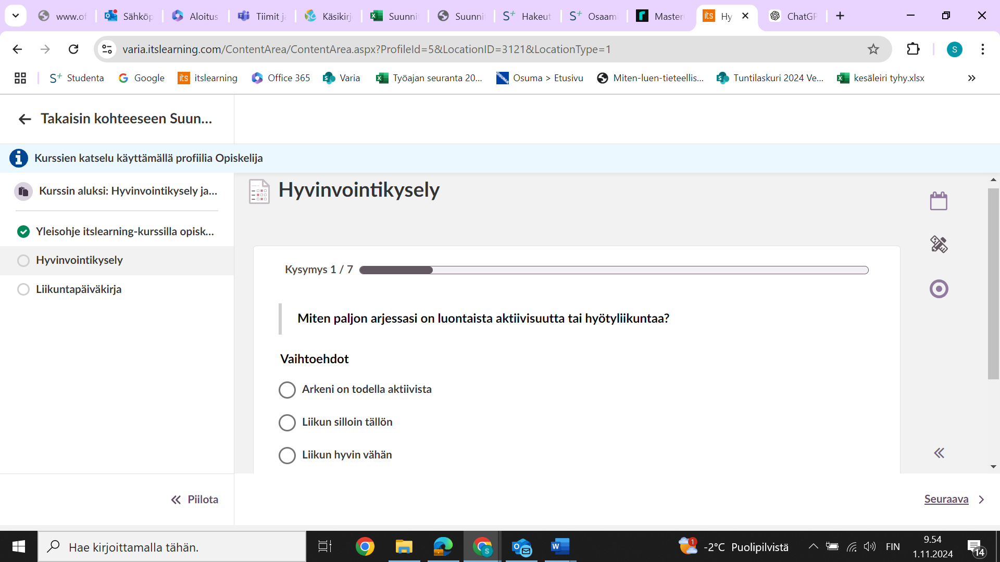 www.of
Sähköp
Aloitus
Tiimit ja
Käsikirj
Suunni
Suunni
Hakeut
Osaam
Master
Hy
ChatGP
varia.itslearning.com/ContentArea/ContentArea.aspx?ProfileId=5&LocationID=3121&LocationType=1
S
Studenta
Google
its itslearning
Office 365
Varia
Työajan seuranta 20...
Osuma > Etusivu
Miten-luen-tieteellis...
Tuntilaskuri 2024 Ve...
kesäleiri tyhy.xlsx
Takaisin kohteeseen Suun...
Kurssien katselu käyttämällä profiilia Opiskelija
Kurssin aluksi: Hyvinvointikysely ja...
Yleisohje itslearning-kurssilla opisk...
Hyvinvointikysely
Liikuntapäiväkirja
Hyvinvointikysely
Kysymys 1 / 7
Miten paljon arjessasi on luontaista aktiivisuutta tai hyötyliikuntaa?
Vaihtoehdot
Arkeni on todella aktiivista
Liikun silloin tällön
Liikun hyvin vähän
Piilota
Seuraava
Hae kirjoittamalla tähän.
1
-2°C Puolipilvistä
FIN
9.54
1.11.2024
14